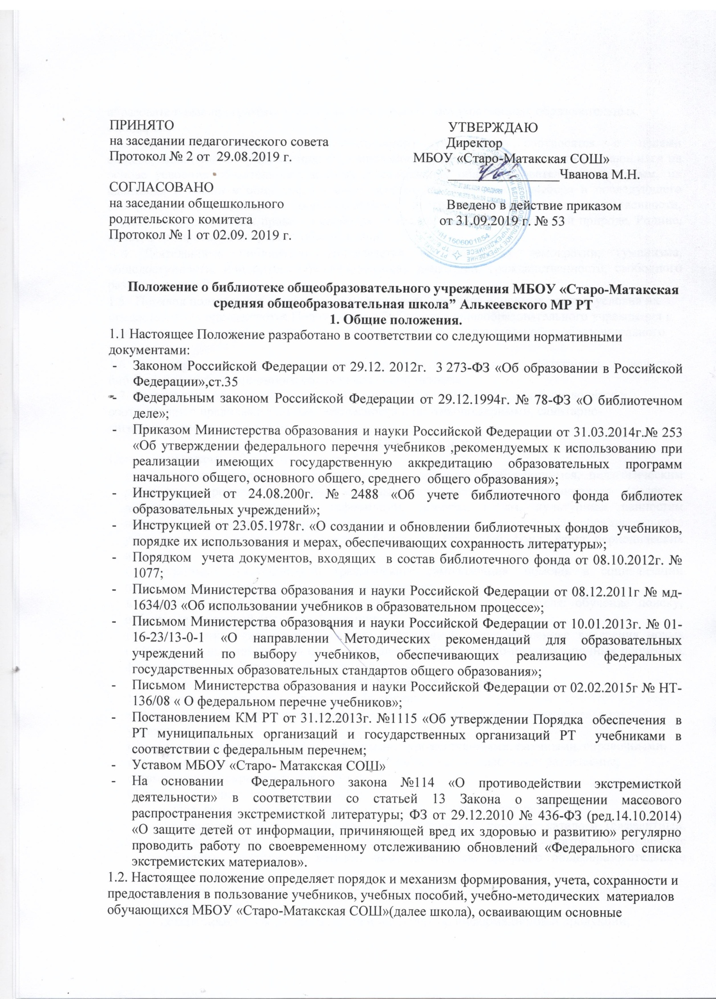 ПРИНЯТО
на заседании педагогического совета
Протокол № 2 от  29.08.2019 г.
СОГЛАСОВАНО
на заседании общешкольного
родительского комитета
Протокол № 1 от 02.09. 2019 г.
УТВЕРЖДАЮ
Директор
МБОУ «Старо-Матакская СОШ»
_________________Чванова М.Н.
Введено в действие приказом
от 31.09.2019 г. № 53
1606001854
Положение о библиотеке общеобразовательного учреждения МБОУ «Старо-Матакская
средняя общеобразовательная школа” Алькеевского МР РТ
1. Общие положения.
1.1 Настоящее Положение разработано в соответствии со следующими нормативными
документами:
- Законом Российской Федерации от 29.12. 2012г.  3 273-ФЗ «Об образовании в Российской
Федерации»,ст.35
- Федеральным законом Российской Федерации от 29.12.1994г. № 78-ФЗ «О библиотечном
деле»;
- Приказом Министерства образования и науки Российской Федерации от 31.03.2014г.№ 253
«Об утверждении федерального перечня учебников ,рекомендуемых к использованию при
реализации имеющих государственную аккредитацию образовательных программ
начального общего, основного общего, среднего  общего образования»;
- Инструкцией от 24.08.200г. № 2488 «Об учете библиотечного фонда библиотек
образовательных учреждений»;
- Инструкцией от 23.05.1978г. «О создании и обновлении библиотечных фондов  учебников,
порядке их использования и мерах, обеспечивающих сохранность литературы»;
- Порядком  учета документов, входящих  в состав библиотечного фонда от 08.10.2012г. №
1077;
- Письмом Министерства образования и науки Российской Федерации от 08.12.2011г № мд-
1634/03 «Об использовании учебников в образовательном процессе»;
- Письмом Министерства образования и науки Российской Федерации от 10.01.2013г. № 01-
16-23/13-0-1 «О направлении Методических рекомендаций для образовательных
учреждений по выбору учебников, обеспечивающих реализацию федеральных
государственных образовательных стандартов общего образования»;
- Письмом  Министерства образования и науки Российской Федерации от 02.02.2015г № НТ-
136/08 « О федеральном перечне учебников»;
- Постановлением КМ РТ от 31.12.2013г. №1115 «Об утверждении Порядка  обеспечения  в
РТ муниципальных организаций и государственных организаций РТ  учебниками в
соответствии с федеральным перечнем;
- Уставом МБОУ «Старо- Матакская СОШ»
- На основании  Федерального закона №114 «О противодействии экстремисткой
деятельности» в соответствии со статьей 13 Закона о запрещении массового
распространения экстремисткой литературы; ФЗ от 29.12.2010 № 436-ФЗ (ред.14.10.2014)
«О защите детей от информации, причиняющей вред их здоровью и развитию» регулярно
проводить работу по своевременному отслеживанию обновлений «Федерального списка
экстремистских материалов».
1.2. Настоящее положение определяет порядок и механизм формирования, учета, сохранности и
предоставления в пользование учебников, учебных пособий, учебно-методических  материалов
обучающихся МБОУ «Старо-Матакская СОШ»(далее школа), осваивающим основные